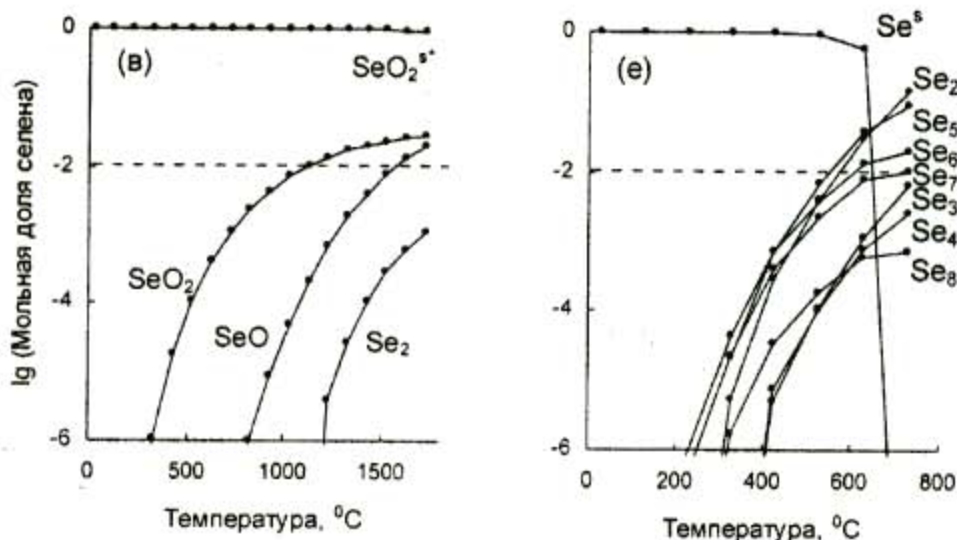 lg (Мольная доля селена)
0
-2
-4
-6
(в)
SeO₂ˢ*
SeO₂
SeO
Se₂
0 500 1000 1500
Температура, ⁰C
0
-2
-4
-6
(е)
Seˢ
Se₂
Se₅
Se₆
Se₇
Se₃
Se₄
Se₈
0 200 400 600 800
Температура, ⁰C